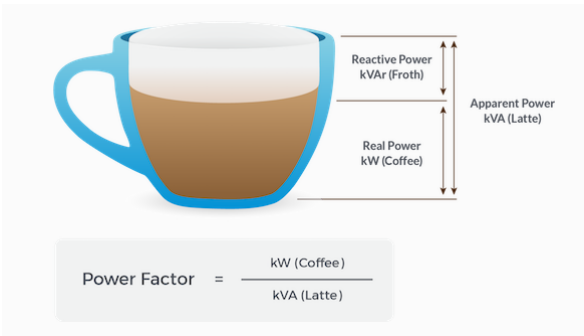 Reactive Power
kVAr (Froth)
Apparent Power
kVA (Latte)
Real Power
kW (Coffee)
Power Factor = kW (Coffee)
kVA (Latte)